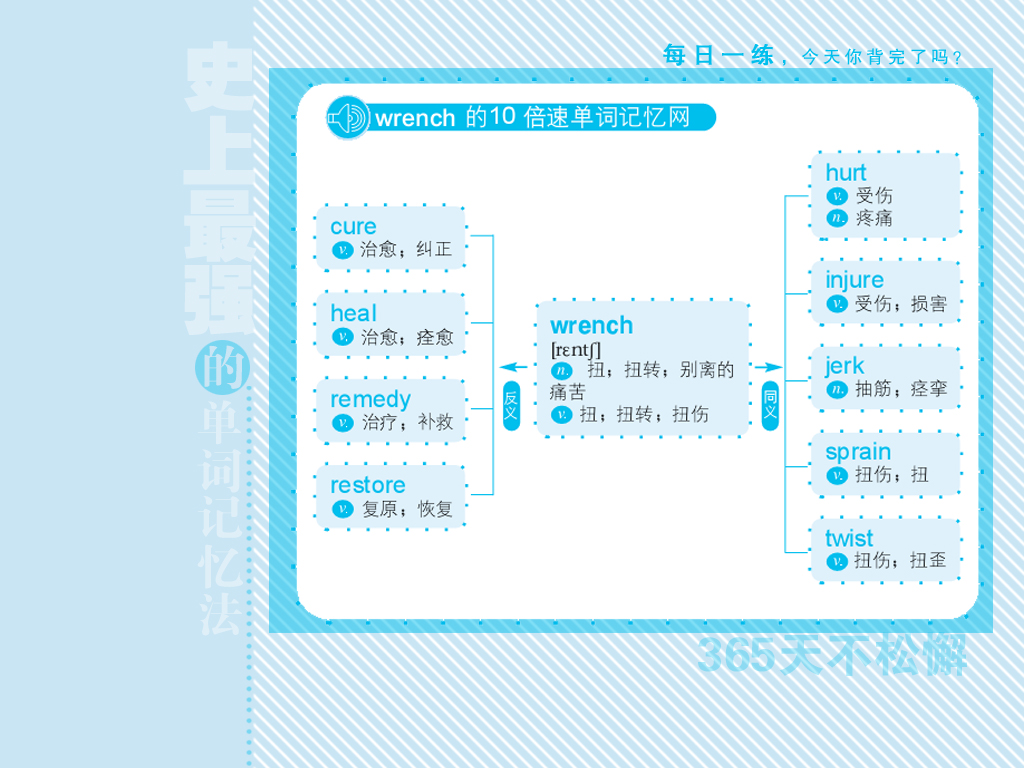 每日一练，今天你背完了吗？
史上最强的单词记忆法
wrench 的10 倍速单词记忆网
cure
v. 治愈；纠正
heal
v. 治愈；痊愈
remedy
v. 治疗；补救
restore
v. 复原；恢复
反义
wrench
[rɛntʃ]
n. 扭；扭转；别离的
痛苦
v. 扭；扭转；扭伤
同义
hurt
v. 受伤
n. 疼痛
injure
v. 受伤；损害
jerk
n. 抽筋；痉挛
sprain
v. 扭伤；扭
twist
v. 扭伤；扭歪
365天不松懈